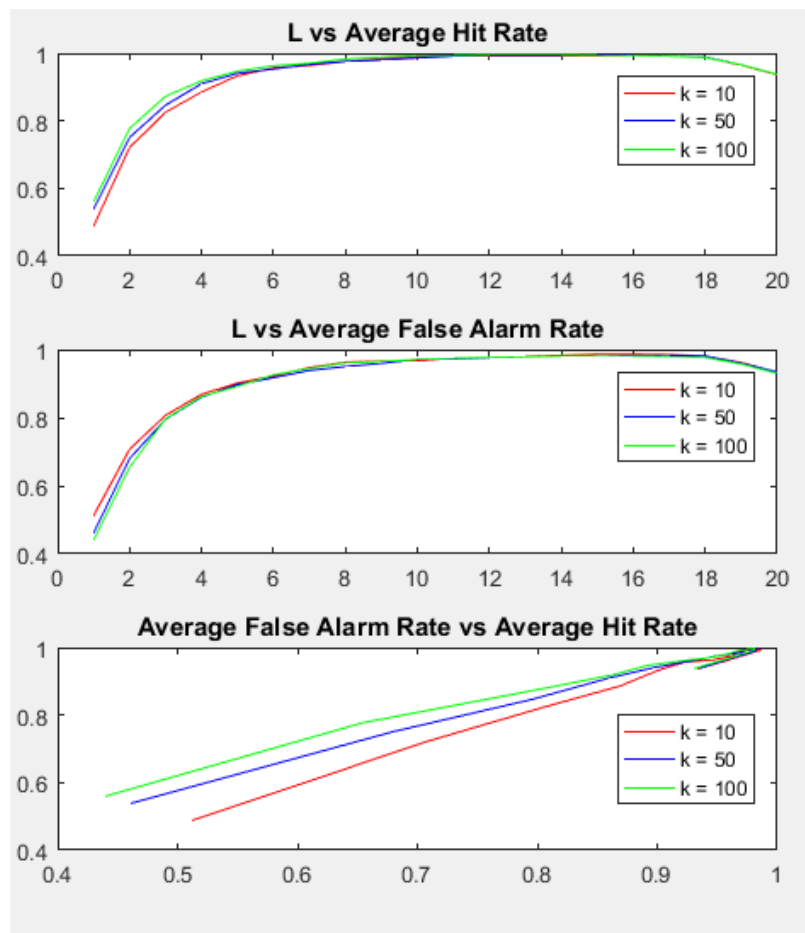 L vs Average Hit Rate
1
0.8
0.6
0.4
0 2 4 6 8 10 12 14 16 18 20
k = 10
k = 50
k = 100
L vs Average False Alarm Rate
1
0.8
0.6
0.4
0 2 4 6 8 10 12 14 16 18 20
k = 10
k = 50
k = 100
Average False Alarm Rate vs Average Hit Rate
1
0.8
0.6
0.4
0.4 0.5 0.6 0.7 0.8 0.9 1
k = 10
k = 50
k = 100